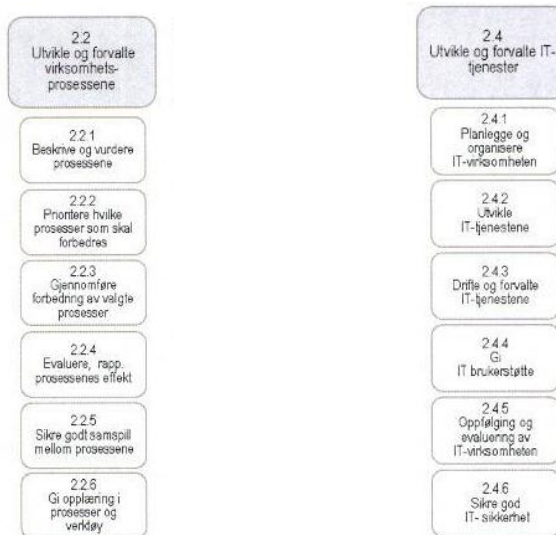 2.2
Utvikle og forvalte
virksomhets-
prosessene
2.2.1
Beskrive og vurdere
prosessene
2.2.2
Prioritere hvilke
prosesser som skal
forbedres
2.2.3
Gjennomføre
forbedring av valgte
prosesser
2.2.4
Evaluere, rapp.
prosessenes effekt
2.2.5
Sikre godt samspill
mellom prosessene
2.2.6
Gi opplæring i
prosesser og
verktøy
2.4
Utvikle og forvalte IT-
tjenester
2.4.1
Planlegge og
organisere
IT-virksomheten
2.4.2
Utvikle
IT-tjenestene
2.4.3
Drifte og forvalte
IT-tjenestene
2.4.4
Gi
IT brukerstøtte
2.4.5
Oppfølging og
evaluering av
IT-virksomheten
2.4.6
Sikre god
IT- sikkerhet